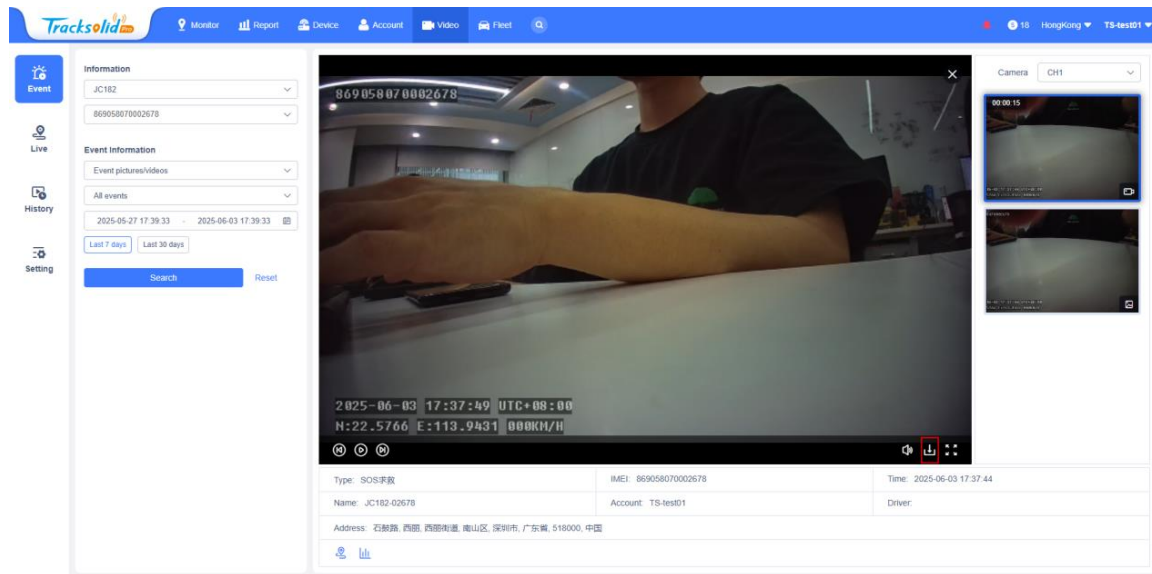 Tracksolid Pro
Monitor
Report
Device
Account
Video
Fleet
18
HongKong
TS-test01
Event
Live
History
Setting
Information
JC182
869058070002678
Event Information
Event pictures/videos
All events
2025-05-27 17:39:33 - 2025-06-03 17:39:33
Last 7 days
Last 30 days
Search
Reset
869058070002678
2025-06-03 17:37:49 UTC+08:00
N:22.5766 E:113.9431 000KM/H
Camera
CH1
00:00:15
Type: SOS求救
IMEI: 869058070002678
Time: 2025-06-03 17:37:44
Name: JC182-02678
Account: TS-test01
Driver:
Address: 石鼓路, 西丽, 西丽街道, 南山区, 深圳市, 广东省, 518000, 中国